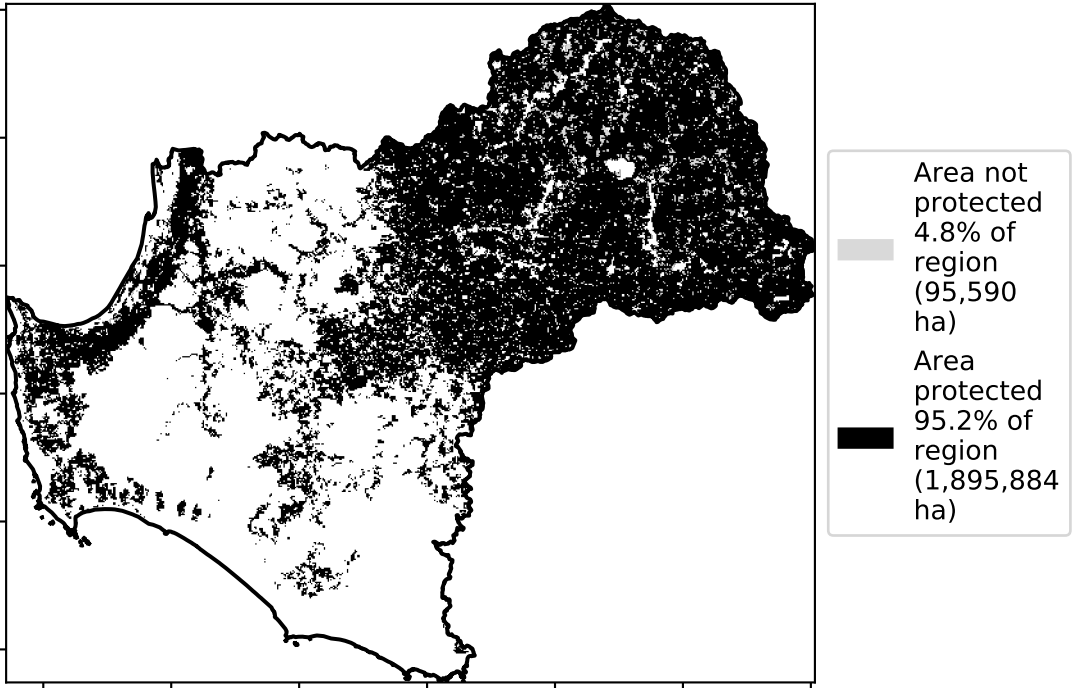 Area not
protected
4.8% of
region
(95,590
ha)
Area
protected
95.2% of
region
(1,895,884
ha)